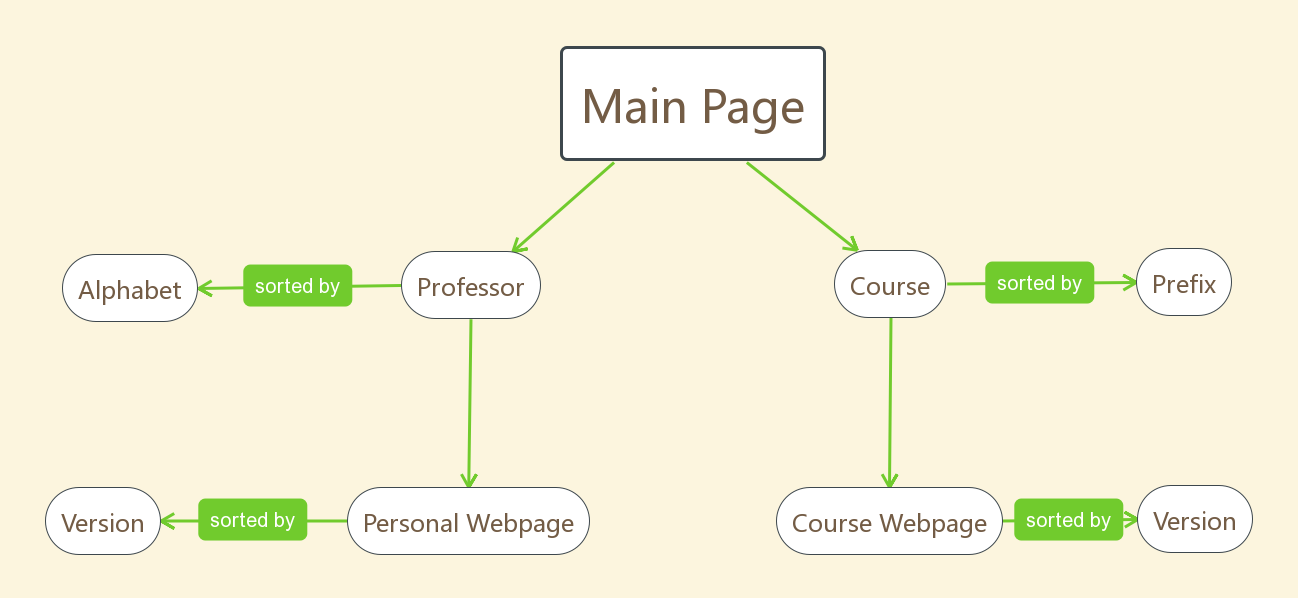 Main Page
Alphabet
sorted by
Professor
Course
sorted by
Prefix
Version
sorted by
Personal Webpage
Course Webpage
sorted by
Version